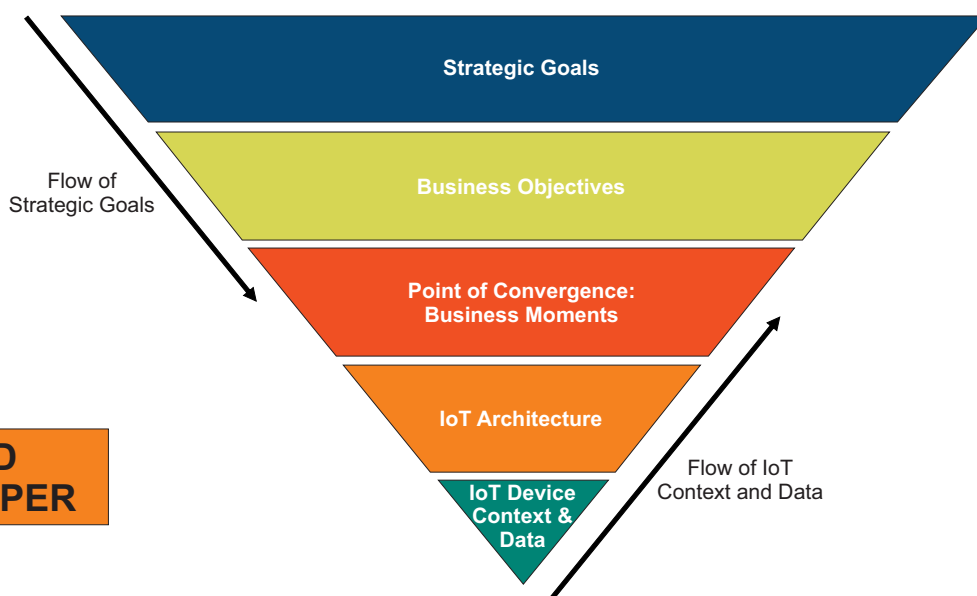 Strategic Goals
Flow of
Strategic Goals
Business Objectives
Point of Convergence:
Business Moments
IoT Architecture
IoT Device
Context &
Data
Flow of IoT
Context and Data